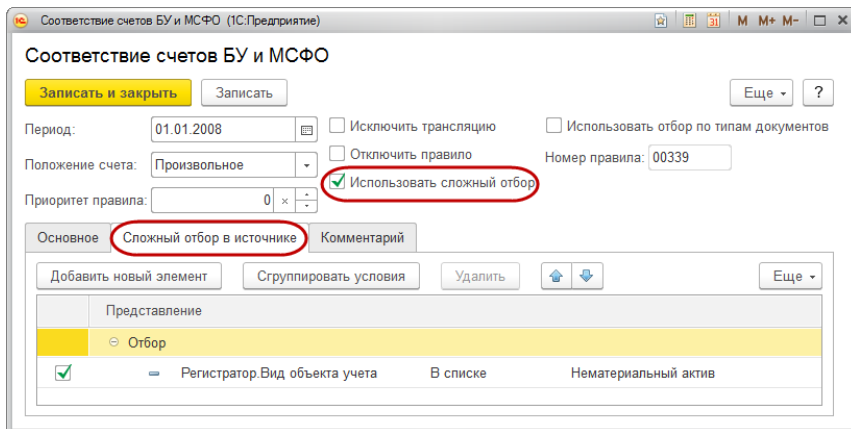 Соответствие счетов БУ и МСФО (1С:Предприятие)
31 M M+ M-
Соответствие счетов БУ и МСФО
Записать и закрыть Записать Еще ?
Период: 01.01.2008 Исключить трансляцию Использовать отбор по типам документов
Положение счета: Произвольное Отключить правило Номер правила: 00339
Использовать сложный отбор
Приоритет правила: 0
Основное Сложный отбор в источнике Комментарий
Добавить новый элемент Сгруппировать условия Удалить Еще
Представление
Отбор
Регистратор.Вид объекта учета В списке Нематериальный актив